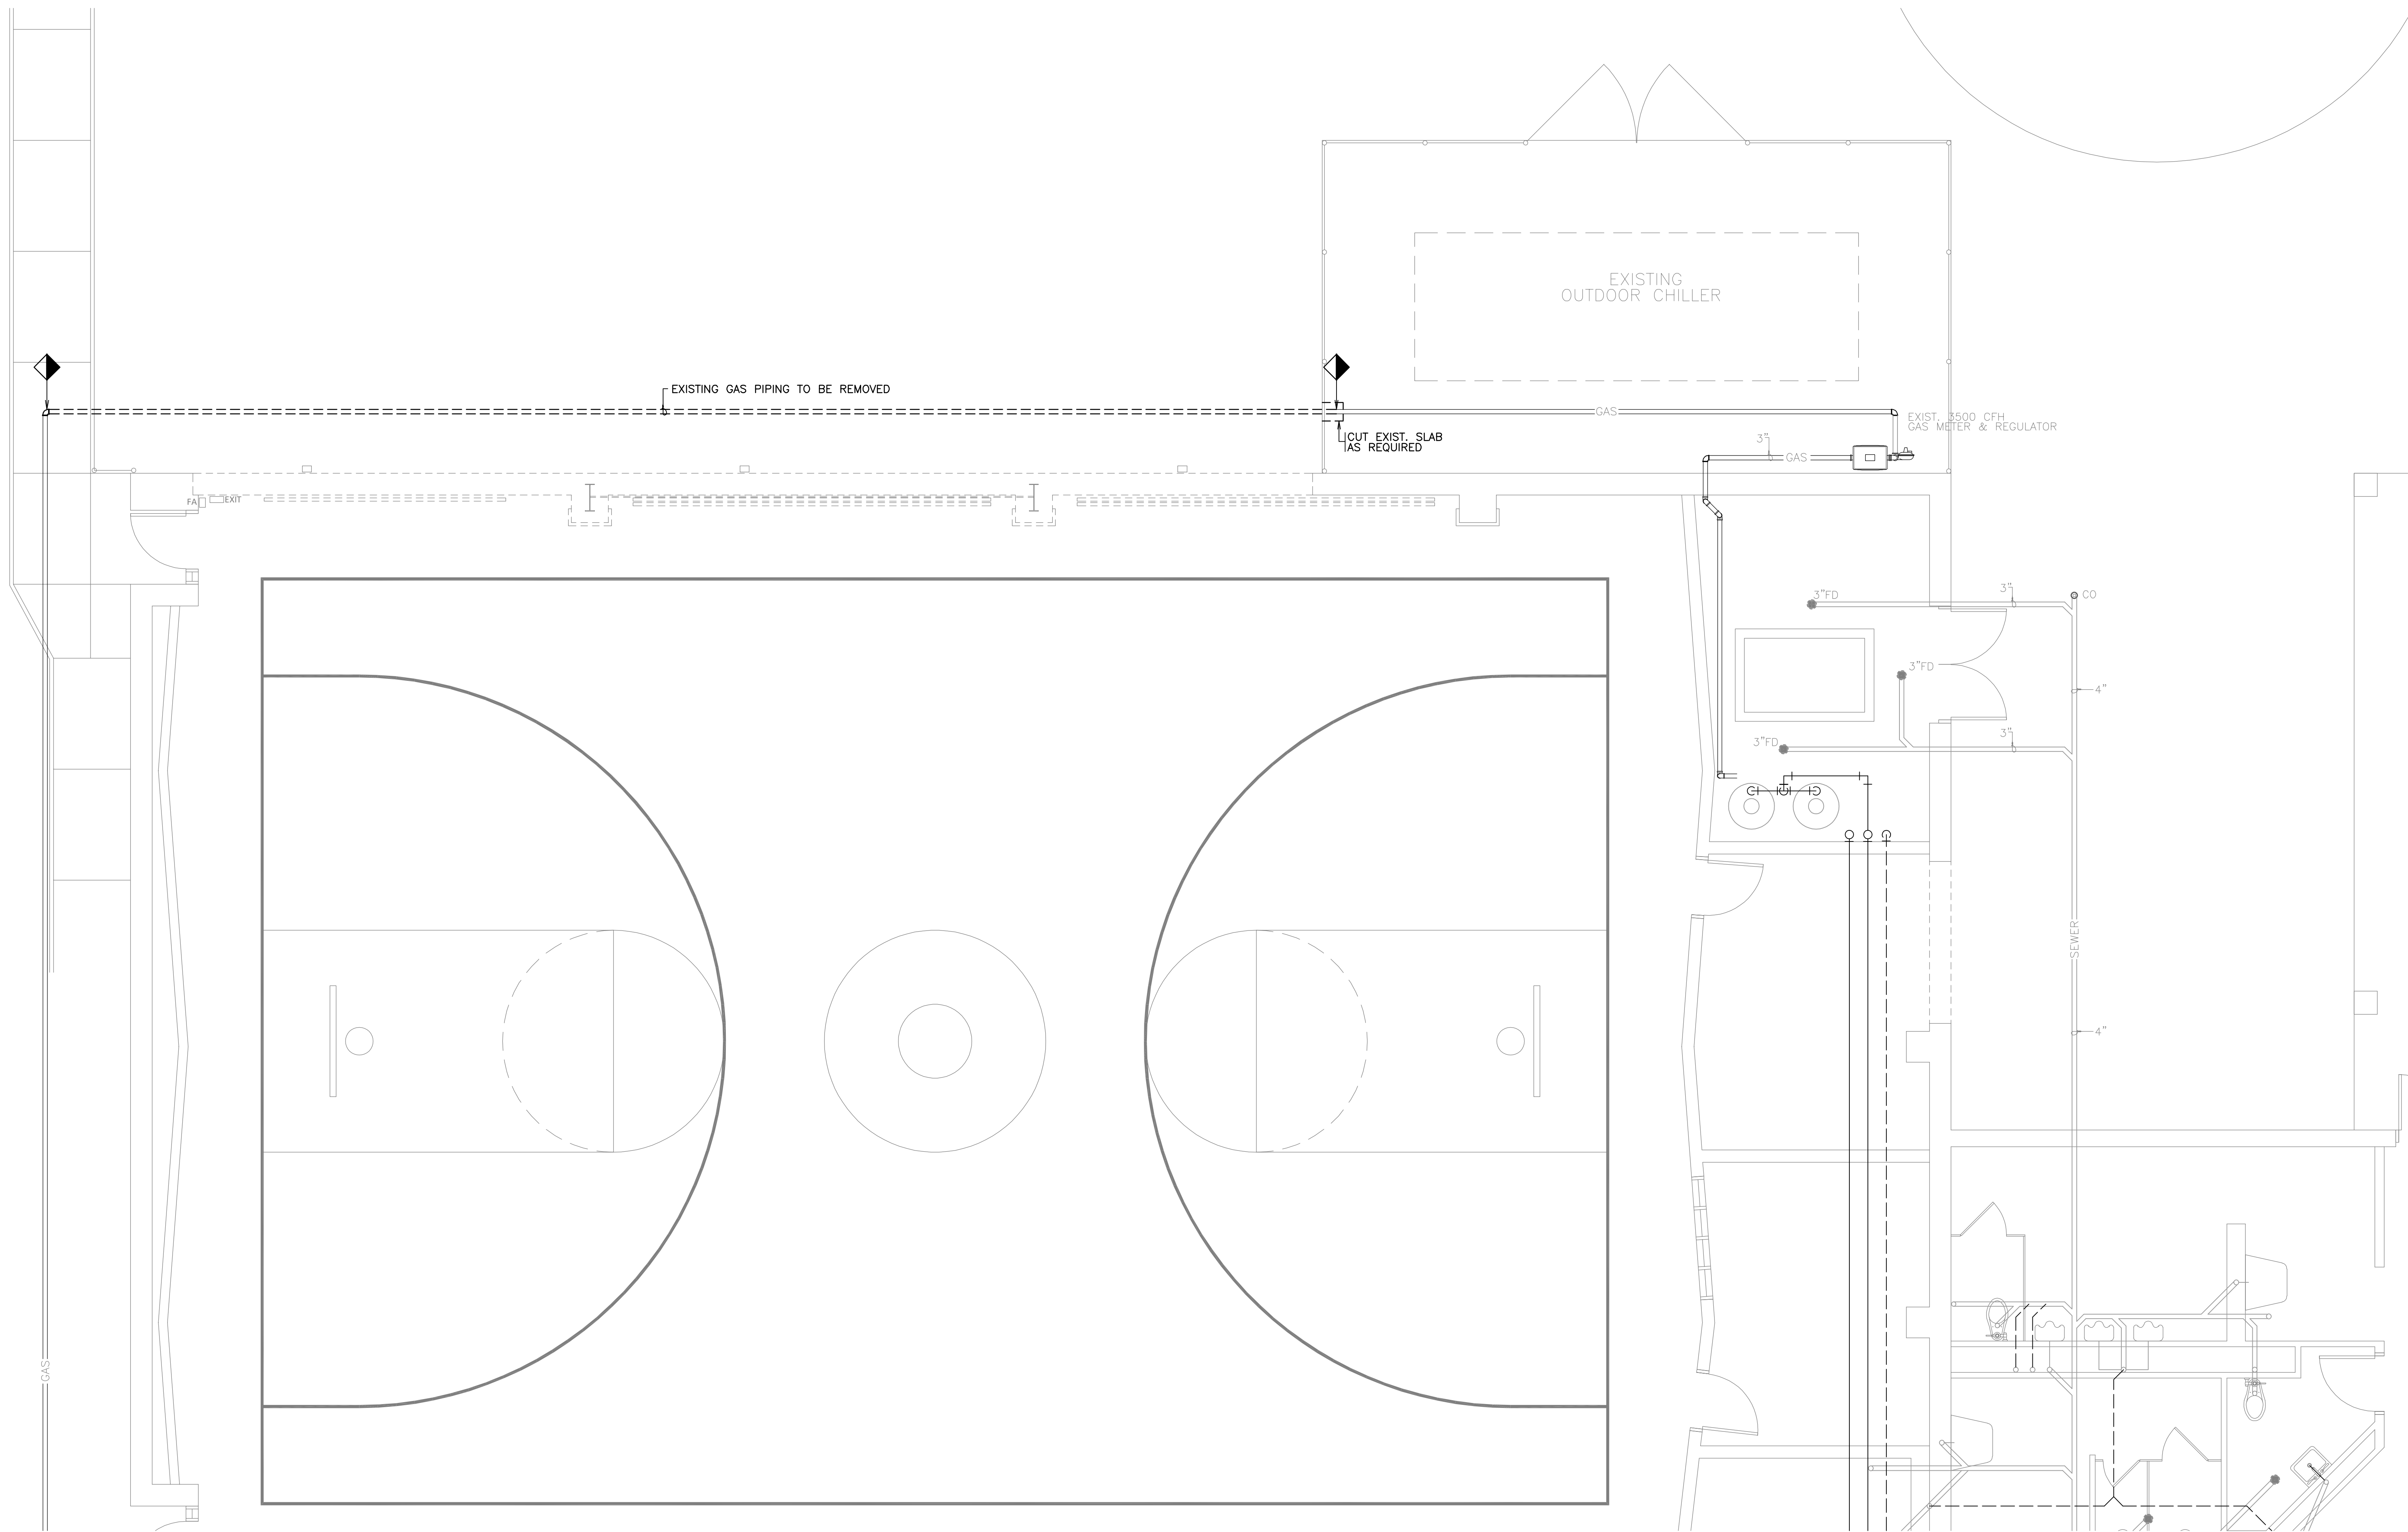 EXISTING
OUTDOOR CHILLER
EXISTING GAS PIPING TO BE REMOVED
GAS
EXIST. 3500 CFH
GAS METER & REGULATOR
CUT EXIST. SLAB
AS REQUIRED
3"
GAS
FA
EXIT
3"FD
3"
CO
3"FD
4"
3"FD
3"
SEWER
4"
GAS